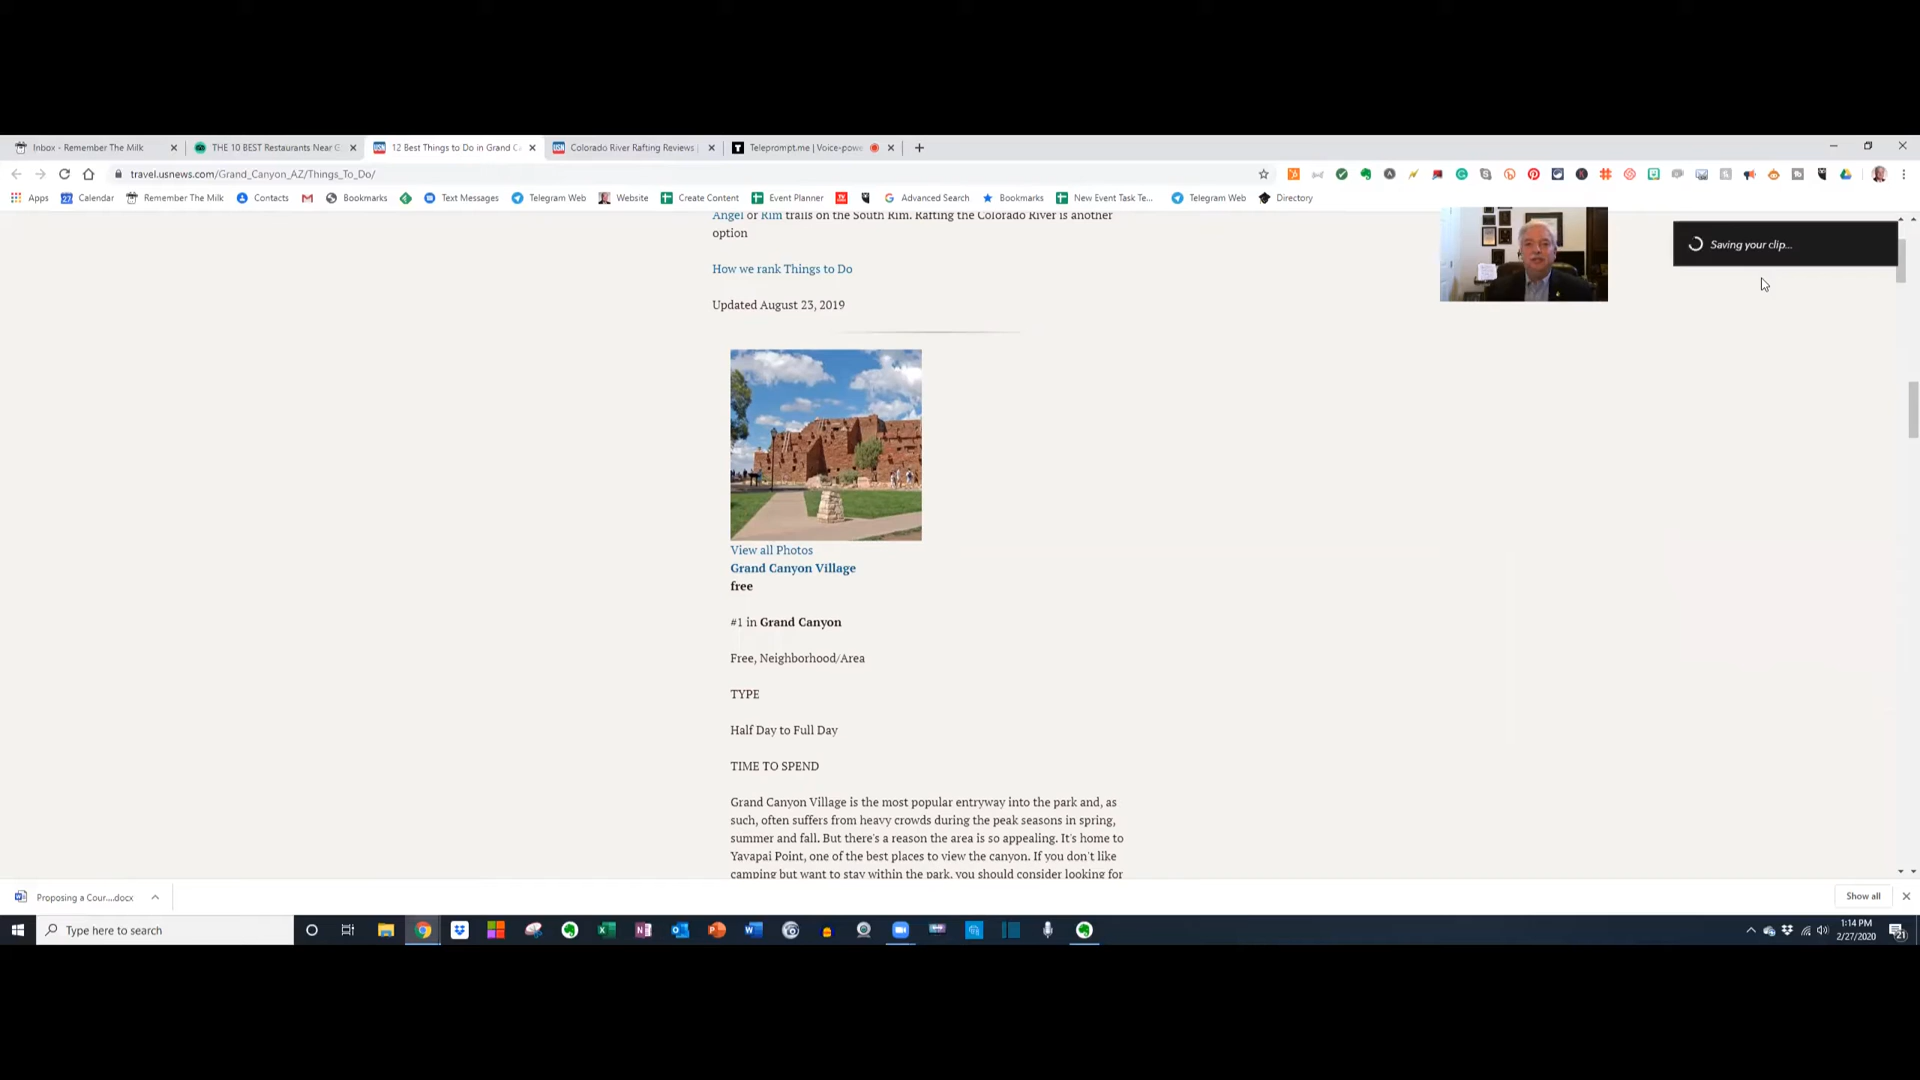 Inbox - Remember The Milk
THE 10 BEST Restaurants Near G
12 Best Things to Do in Grand C
Colorado River Rafting Reviews
Teleprompt.me | Voice-powe
travel.usnews.com/Grand_Canyon_AZ/Things_To_Do/
Apps
27
Calendar
Remember The Milk
Contacts
Bookmarks
Text Messages
Telegram Web
Website
Create Content
Event Planner
Advanced Search
Bookmarks
New Event Task Te...
Telegram Web
Directory
Angel or Rim trails on the South Rim. Rafting the Colorado River is another
option
How we rank Things to Do
Updated August 23, 2019
Saving your clip...
View all Photos
Grand Canyon Village
free
#1 in Grand Canyon
Free, Neighborhood/Area
TYPE
Half Day to Full Day
TIME TO SPEND
Grand Canyon Village is the most popular entryway into the park and, as
such, often suffers from heavy crowds during the peak seasons in spring,
summer and fall. But there's a reason the area is so appealing. It's home to
Yavapai Point, one of the best places to view the canyon. If you don't like
camping but want to stay within the park, you should consider looking for
Proposing a Cour....docx
Show all
Type here to search
1:14 PM
2/27/2020
21